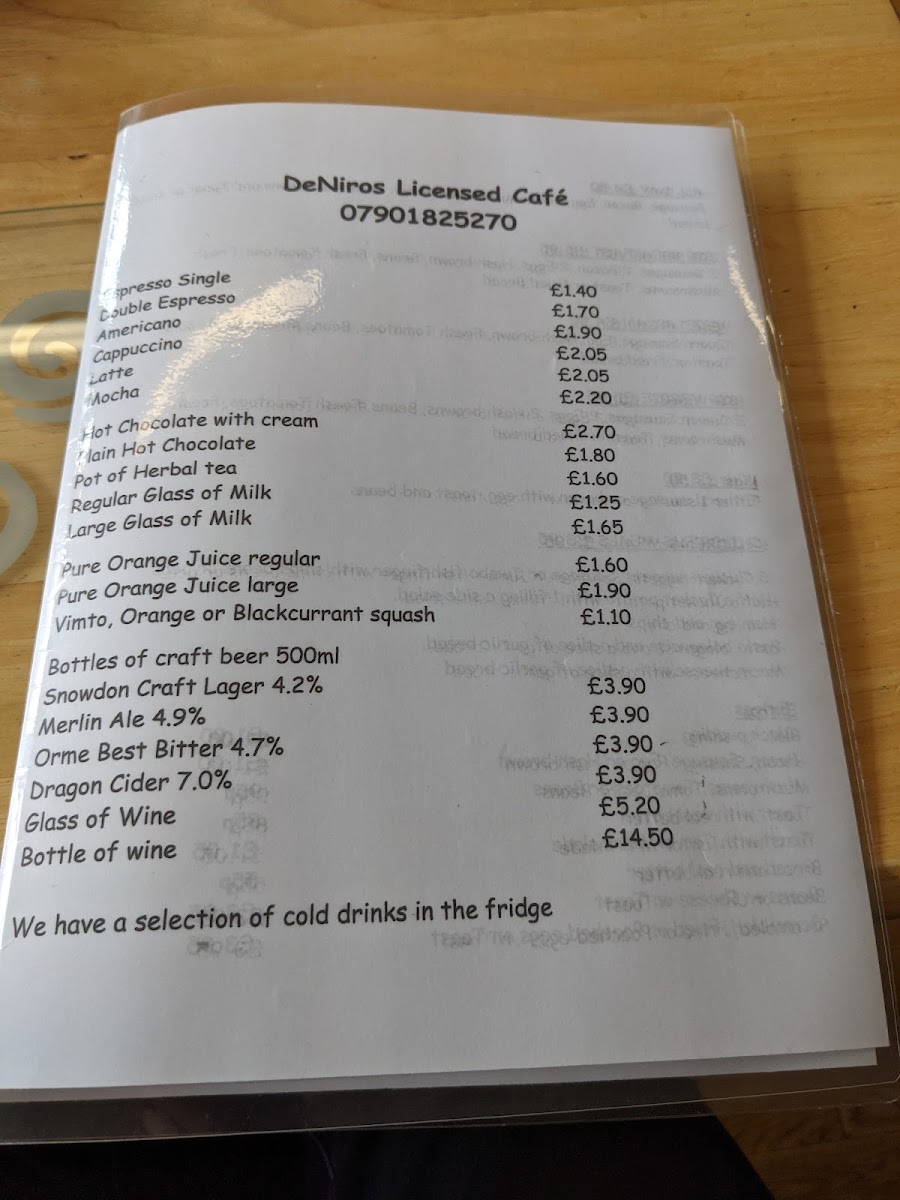 DeNiros Licensed Café
07901825270
Espresso Single £1.40
Double Espresso £1.70
Americano £1.90
Cappuccino £2.05
Latte £2.05
Mocha £2.20
Hot Chocolate with cream £2.70
Plain Hot Chocolate £1.80
Pot of Herbal tea £1.60
Regular Glass of Milk £1.25
Large Glass of Milk £1.65
Pure Orange Juice regular £1.60
Pure Orange Juice large £1.90
Vimto, Orange or Blackcurrant squash £1.10
Bottles of craft beer 500ml
Snowdon Craft Lager 4.2% £3.90
Merlin Ale 4.9% £3.90
Orme Best Bitter 4.7% £3.90
Dragon Cider 7.0% £3.90
Glass of Wine £5.20
Bottle of wine £14.50
We have a selection of cold drinks in the fridge